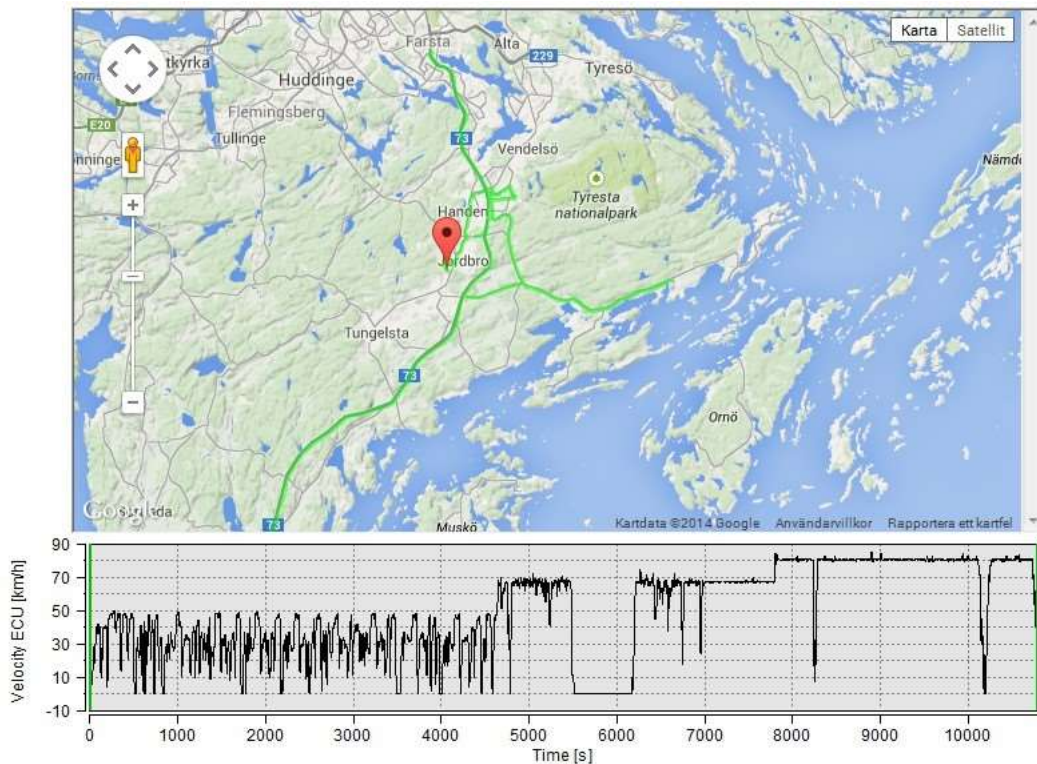 Farsta
Älta
Karta
Satellit
229
Tyresö
Huddinge
Flemingsberg
E20
73
Tullinge
Vendelsö
Nämdö
Tyresta
nationalpark
Handen
Jordbro
Tungelsta
73
Ornö
Google
73
Muskö
Kartdata ©2014 Google
Användarvillkor
Rapportera ett kartfel
90
70
50
30
10
-10
Velocity ECU [km/h]
0 1000 2000 3000 4000 5000 6000 7000 8000 9000 10000
Time [s]